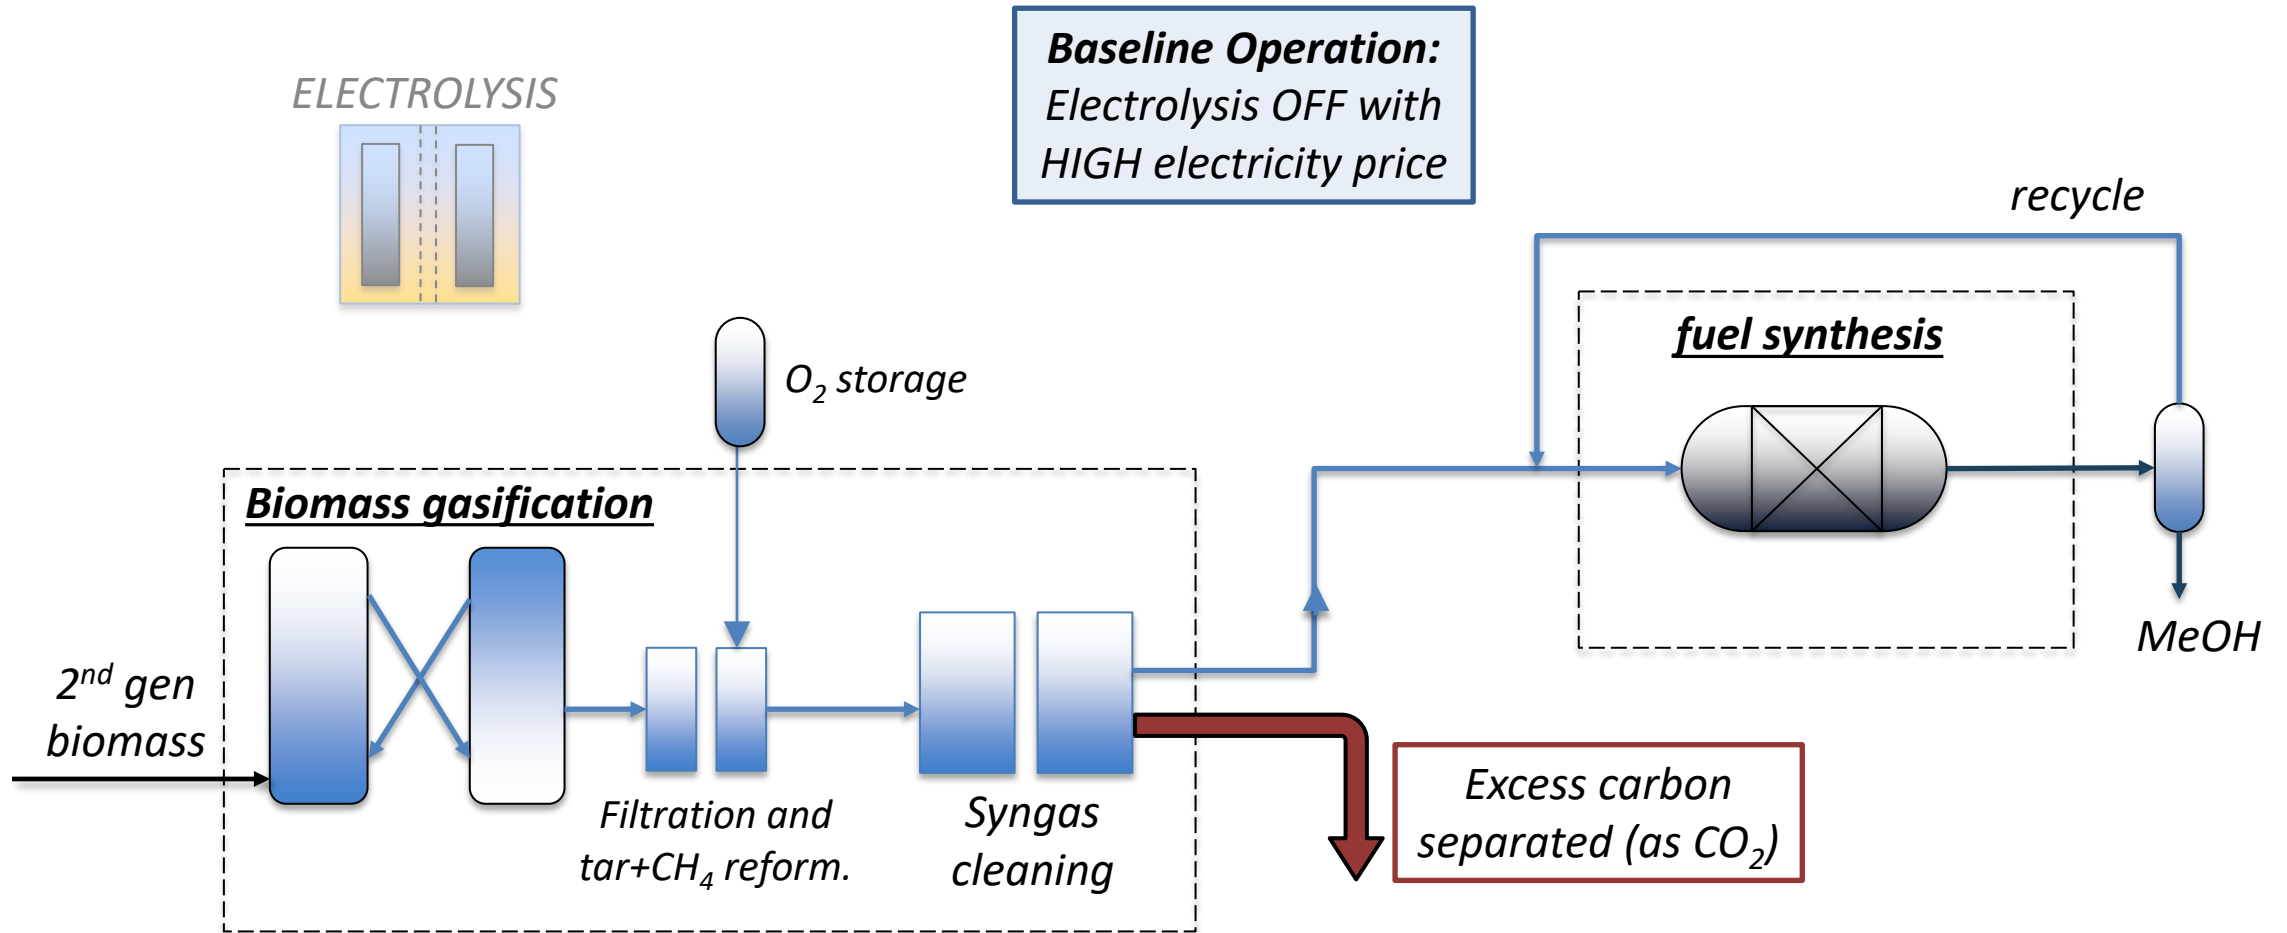 Baseline Operation:
Electrolysis OFF with
HIGH electricity price
ELECTROLYSIS
recycle
fuel synthesis
O2 storage
Biomass gasification
MeOH
2nd gen
biomass
Filtration and
tar+CH4 reform.
Syngas
cleaning
Excess carbon
separated (as CO2)